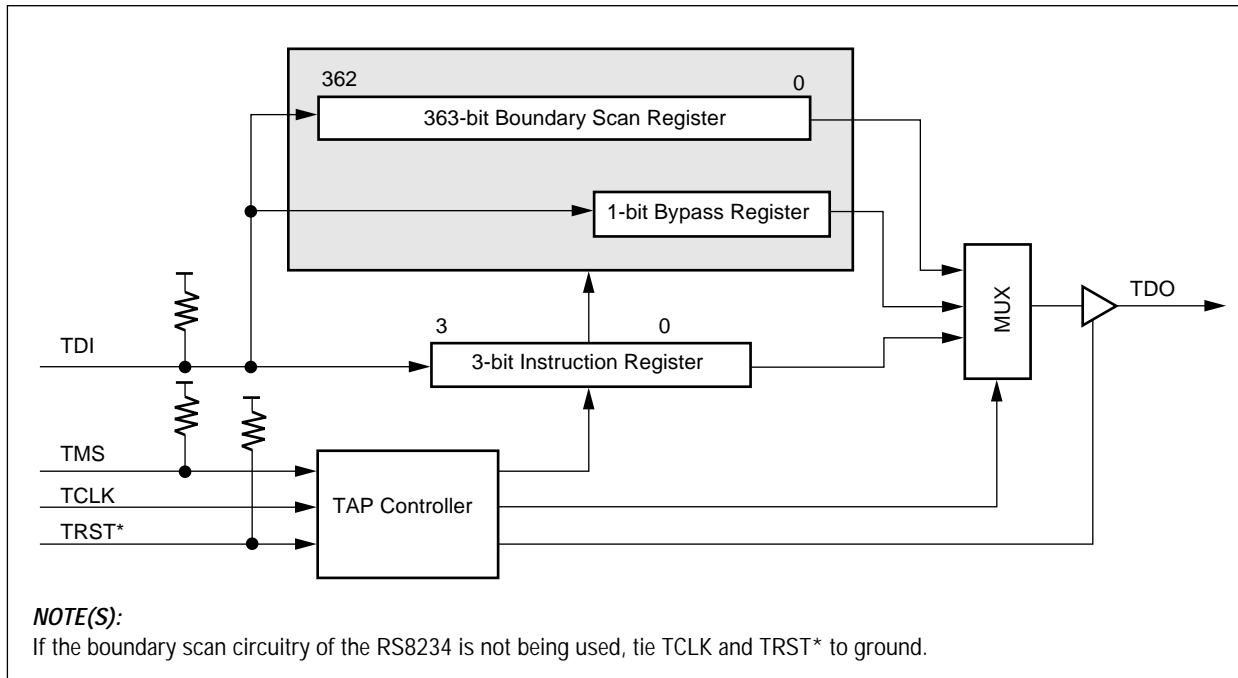 362
0
363-bit Boundary Scan Register
1-bit Bypass Register
MUX
TDO
3
0
TDI
3-bit Instruction Register
TMS
TCLK
TAP Controller
TRST*
NOTE(S):
If the boundary scan circuitry of the RS8234 is not being used, tie TCLK and TRST* to ground.